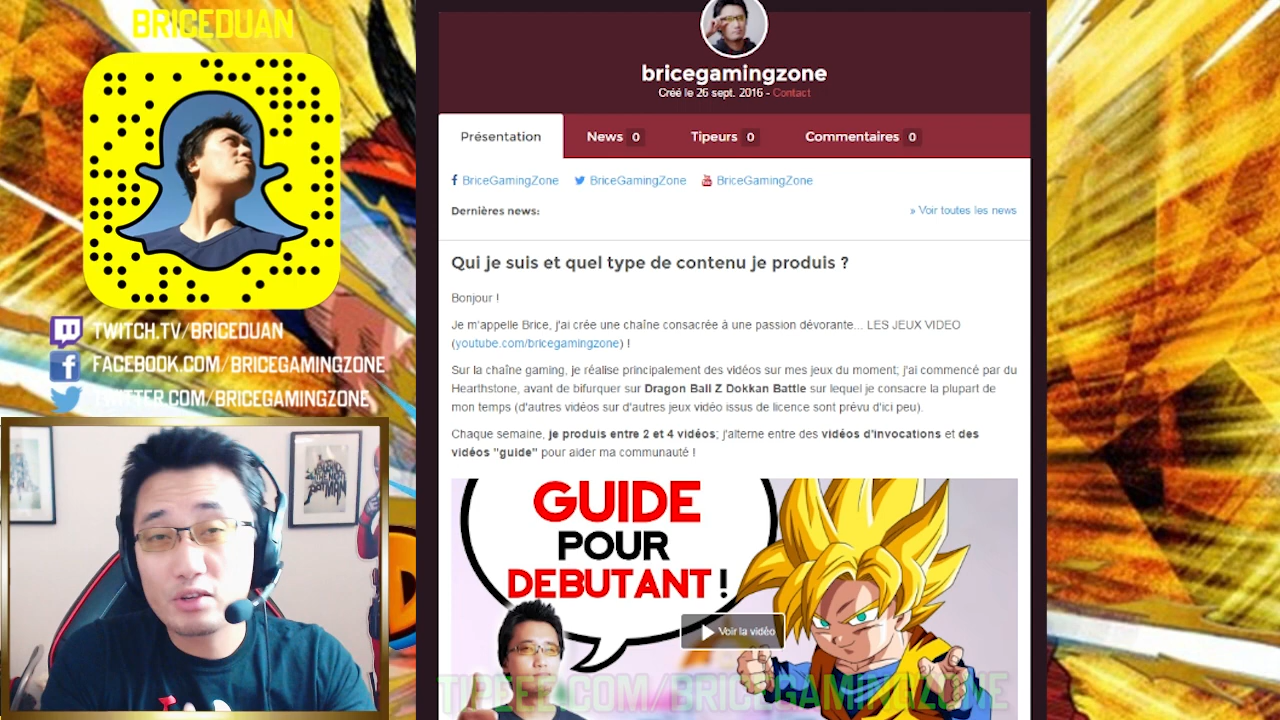 BRICEDUAN
TWITCH.TV/BRICEDUAN
FACEBOOK.COM/BRICEGAMINGZONE
TWITTER.COM/BRICEGAMINGZONE
bricegamingzone
Créé le 26 sept. 2016 - Contact
Présentation News 0 Tipeurs 0 Commentaires 0
BriceGamingZone BriceGamingZone BriceGamingZone
Dernières news: » Voir toutes les news
Qui je suis et quel type de contenu je produis ?
Bonjour !
Je m'appelle Brice, j'ai crée une chaîne consacrée à une passion dévorante... LES JEUX VIDEO
(youtube.com/bricegamingzone) !
Sur la chaîne gaming, je réalise principalement des vidéos sur mes jeux du moment; j'ai commencé par du
Hearthstone, avant de bifurquer sur Dragon Ball Z Dokkan Battle sur lequel je consacre la plupart de
mon temps (d'autres vidéos sur d'autres jeux vidéo issus de licence sont prévu d'ici peu).
Chaque semaine, je produis entre 2 et 4 vidéos; j'alterne entre des vidéos d'invocations et des
vidéos "guide" pour aider ma communauté !
GUIDE
POUR
DEBUTANT !
Voir la vidéo
TIPEEE.COM/BRICEGAMINGZONE